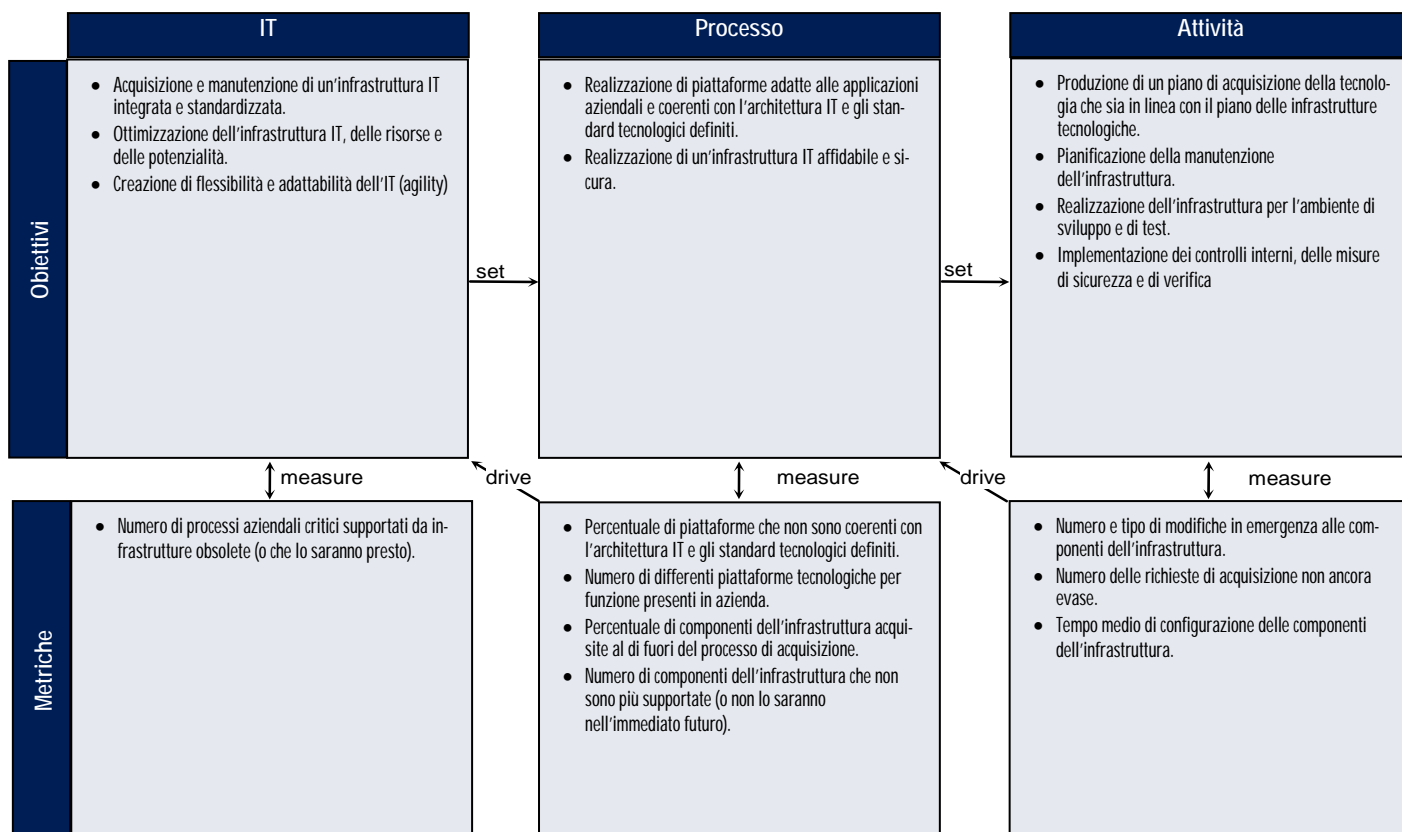 IT
Processo
Attività
Obiettivi
• Acquisizione e manutenzione di un'infrastruttura IT
integrata e standardizzata.
• Ottimizzazione dell'infrastruttura IT, delle risorse e
delle potenzialità.
• Creazione di flessibilità e adattabilità dell'IT (agility)
set
• Realizzazione di piattaforme adatte alle applicazioni
aziendali e coerenti con l'architettura IT e gli stan-
dard tecnologici definiti.
• Realizzazione di un'infrastruttura IT affidabile e si-
cura.
set
• Produzione di un piano di acquisizione della tecnolo-
gia che sia in linea con il piano delle infrastrutture
tecnologiche.
• Pianificazione della manutenzione
dell'infrastruttura.
• Realizzazione dell'infrastruttura per l'ambiente di
sviluppo e di test.
• Implementazione dei controlli interni, delle misure
di sicurezza e di verifica
measure
drive
measure
drive
measure
Metriche
• Numero di processi aziendali critici supportati da in-
frastrutture obsolete (o che lo saranno presto).
• Percentuale di piattaforme che non sono coerenti con
l'architettura IT e gli standard tecnologici definiti.
• Numero di differenti piattaforme tecnologiche per
funzione presenti in azienda.
• Percentuale di componenti dell'infrastruttura acqui-
site al di fuori del processo di acquisizione.
• Numero di componenti dell'infrastruttura che non
sono più supportate (o non lo saranno
nell'immediato futuro).
• Numero e tipo di modifiche in emergenza alle com-
ponenti dell'infrastruttura.
• Numero delle richieste di acquisizione non ancora
evase.
• Tempo medio di configurazione delle componenti
dell'infrastruttura.